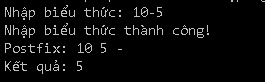 Nhập biểu thức: 10-5
Nhập biểu thức thành công!
Postfix: 10 5 -
Kết quả: 5